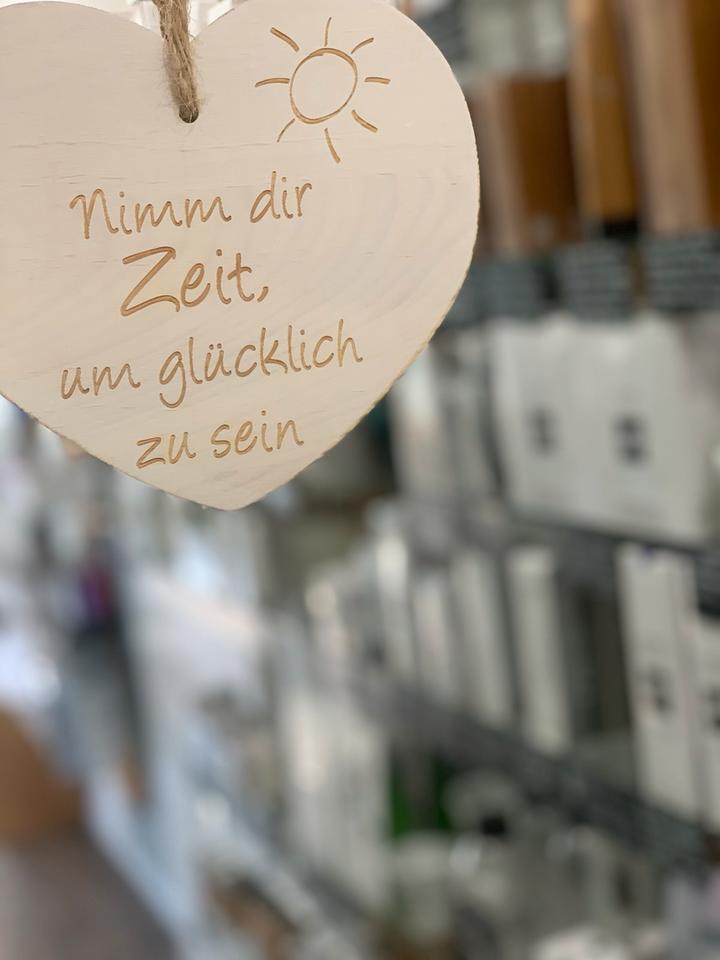 Nimm dir
Zeit,
um glücklich
zu sein